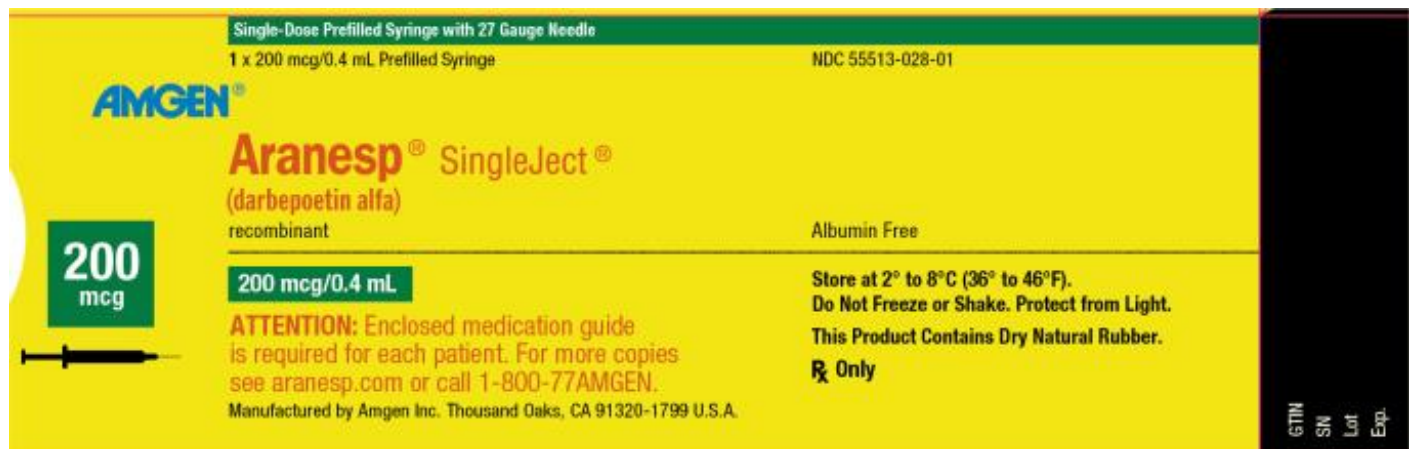 Single-Dose Prefilled Syringe with 27 Gauge Needle
1 x 200 mcg/0.4 mL Prefilled Syringe
NDC 55513-028-01
AMGEN®
Aranesp® SingleJect®
(darbepoetin alfa)
recombinant
Albumin Free
200
mcg
200 mcg/0.4 mL
ATTENTION: Enclosed medication guide
is required for each patient. For more copies
see aranesp.com or call 1-800-77AMGEN.
Manufactured by Amgen Inc. Thousand Oaks, CA 91320-1799 U.S.A.
Store at 2° to 8°C (36° to 46°F).
Do Not Freeze or Shake. Protect from Light.
This Product Contains Dry Natural Rubber.
℞ Only
GTIN
SN
Lot
Exp.